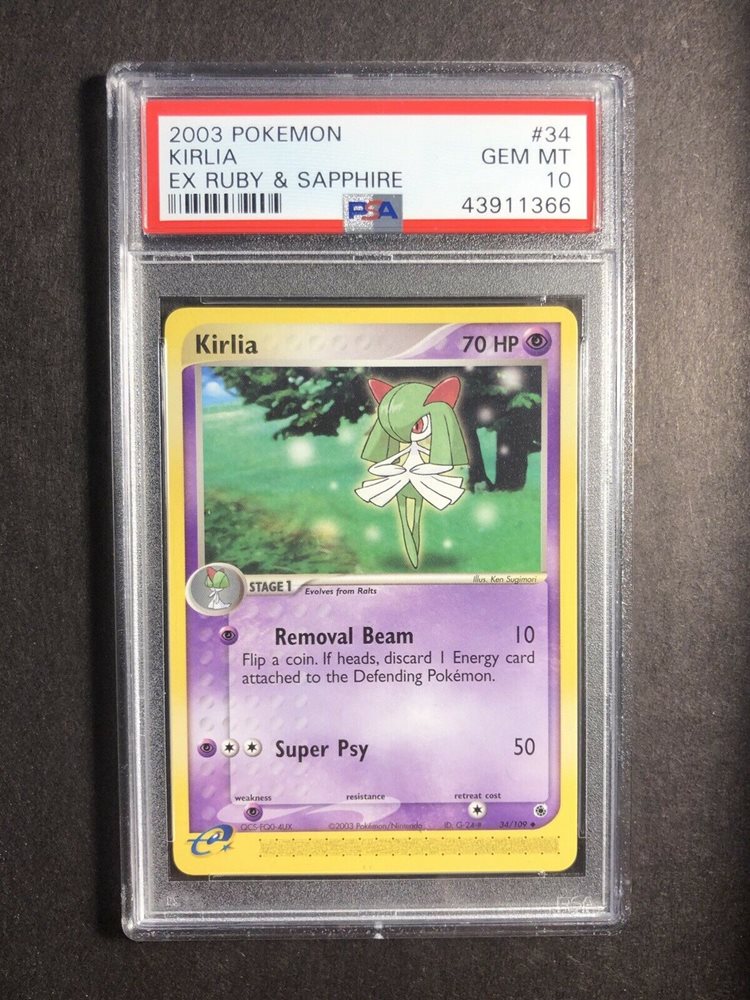 2003 POKEMON #34
KIRLIA GEM MT
EX RUBY & SAPPHIRE 10
PSA 43911366
Kirlia 70 HP
Illus. Ken Sugimori
STAGE 1 Evolves from Ralts
Removal Beam 10
Flip a coin. If heads, discard 1 Energy card
attached to the Defending Pokémon.
Super Psy 50
weakness resistance retreat cost
©2003 Pokémon/Nintendo 34/109
e
PSA